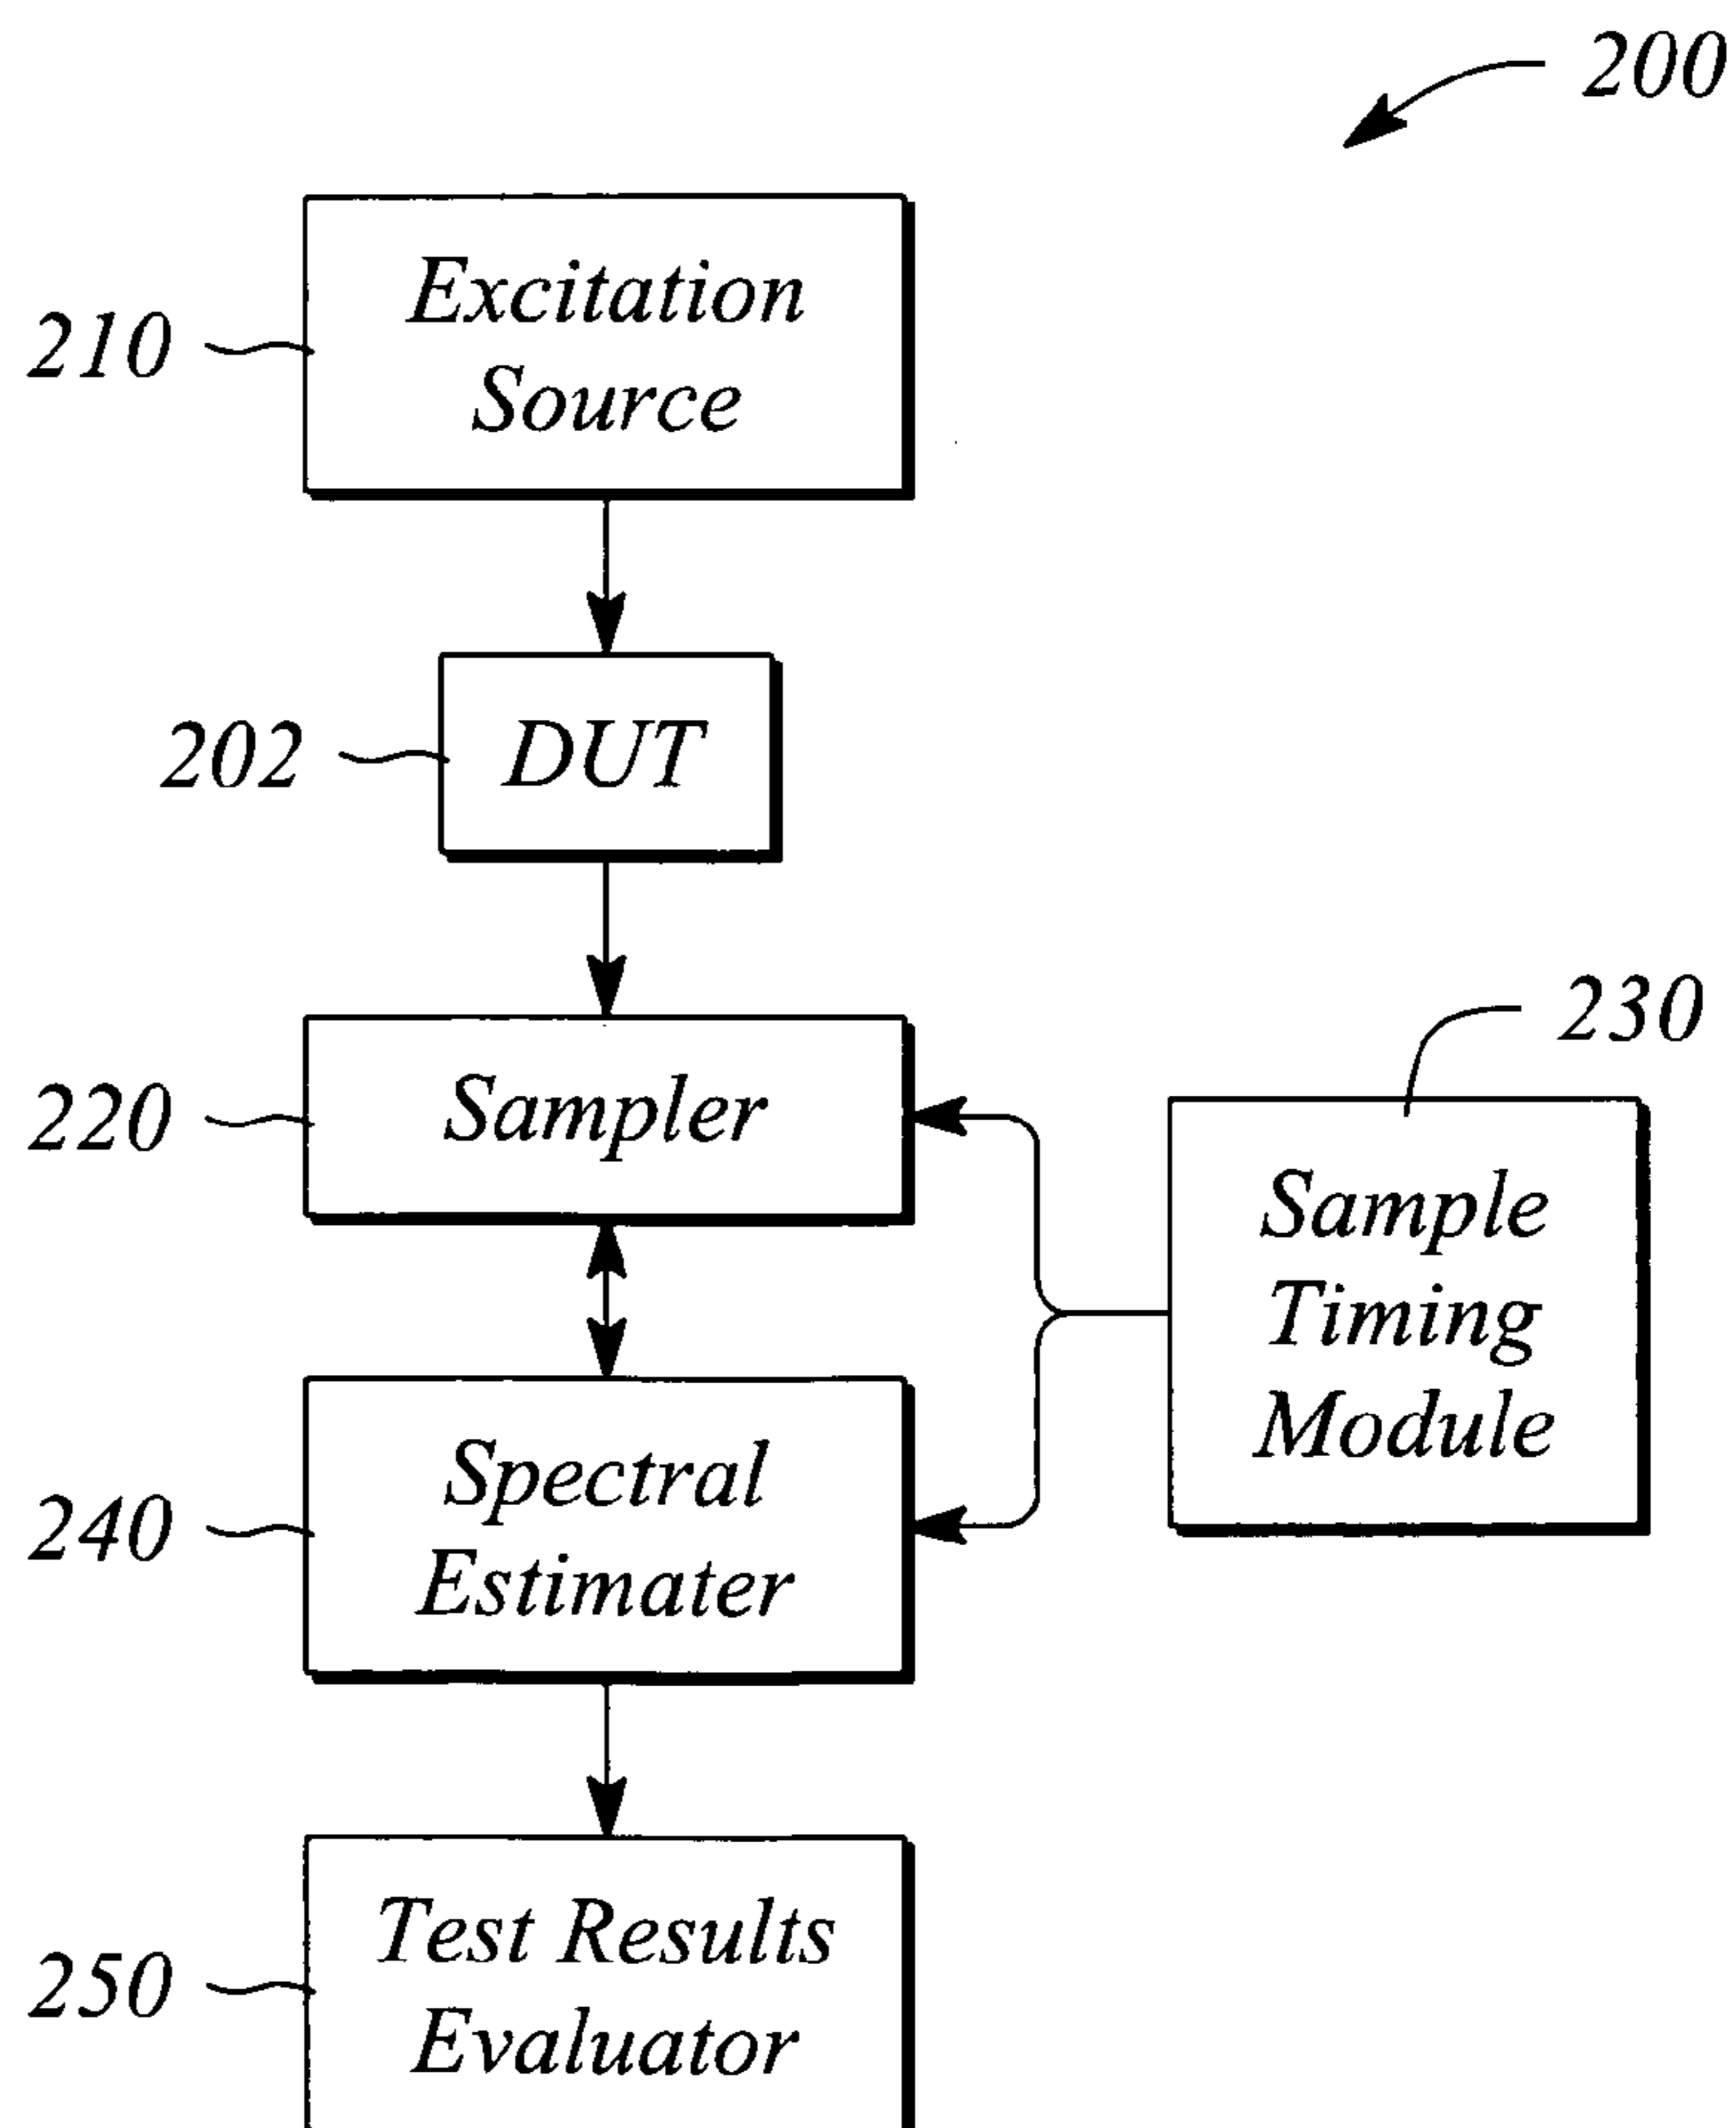 200
Excitation
Source
210
DUT
202
Sampler
220
230
Sample
Timing
Module
Spectral
Estimater
240
Test Results
Evaluator
250